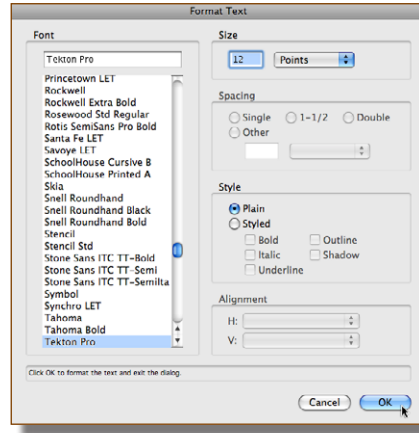 Format Text
Font
Tekton Pro
Princetown LET
Rockwell
Rockwell Extra Bold
Rosewood Std Regular
Rotis SemiSans Pro Bold
Santa Fe LET
Savoye LET
SchoolHouse Cursive B
SchoolHouse Printed A
Skia
Snell Roundhand
Snell Roundhand Black
Snell Roundhand Bold
Stencil
Stencil Std
Stone Sans ITC TT-Bold
Stone Sans ITC TT-Semi
Stone Sans ITC TT-SemiIta
Symbol
Synchro LET
Tahoma
Tahoma Bold
Tekton Pro
Size
12 Points
Spacing
Single 1-1/2 Double
Other
Style
Plain
Styled
Bold Outline
Italic Shadow
Underline
Alignment
H:
V:
Click OK to format the text and exit the dialog.
Cancel OK